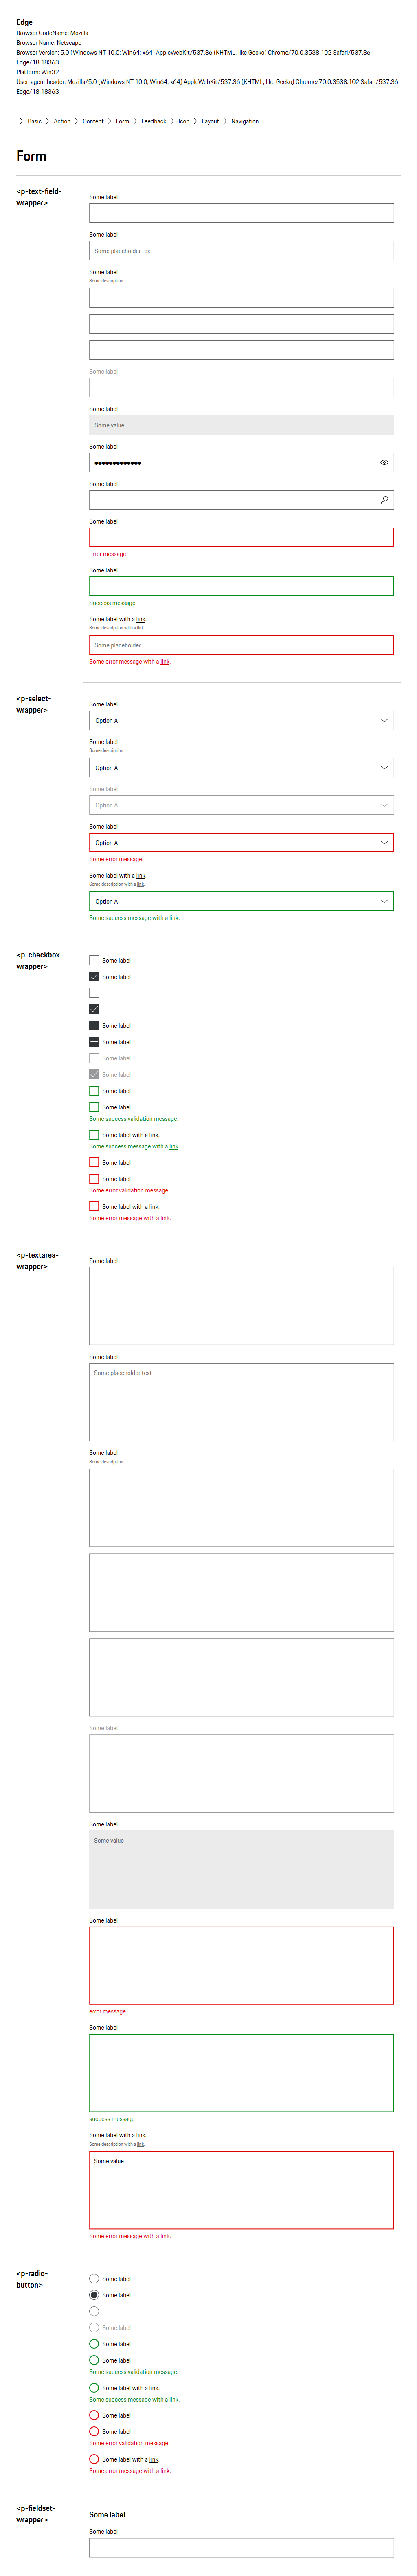 Edge
Browser CodeName: Mozilla
Browser Name: Netscape
Browser Version: 5.0 (Windows NT 10.0; Win64; x64) AppleWebKit/537.36 (KHTML, like Gecko) Chrome/70.0.3538.102 Safari/537.36
Edge/18.18363
Platform: Win32
User-agent header: Mozilla/5.0 (Windows NT 10.0; Win64; x64) AppleWebKit/537.36 (KHTML, like Gecko) Chrome/70.0.3538.102 Safari/537.36
Edge/18.18363
Basic Action Content Form Feedback Icon Layout Navigation
Form
<p-text-field-
wrapper>
Some label
Some label
Some placeholder text
Some label
Some description
Some label
Some label
Some value
Some label
Some label
Some label
Error message
Some label
Success message
Some label with a link.
Some description with a link
Some placeholder
Some error message with a link.
<p-select-
wrapper>
Some label
Option A
Some label
Some description
Option A
Some label
Option A
Some label
Option A
Some error message.
Some label with a link.
Some description with a link
Option A
Some success message with a link.
<p-checkbox-
wrapper>
Some label
Some label
Some label
Some label
Some label
Some label
Some label
Some label
Some success validation message.
Some label with a link.
Some success message with a link.
Some label
Some label
Some error validation message.
Some label with a link.
Some error message with a link.
<p-textarea-
wrapper>
Some label
Some label
Some placeholder text
Some label
Some description
Some label
Some label
Some value
Some label
error message
Some label
success message
Some label with a link.
Some description with a link
Some value
Some error message with a link.
<p-radio-
button>
Some label
Some label
Some label
Some label
Some label
Some success validation message.
Some label with a link.
Some success message with a link.
Some label
Some label
Some error validation message.
Some label with a link.
Some error message with a link.
<p-fieldset-
wrapper>
Some label
Some label